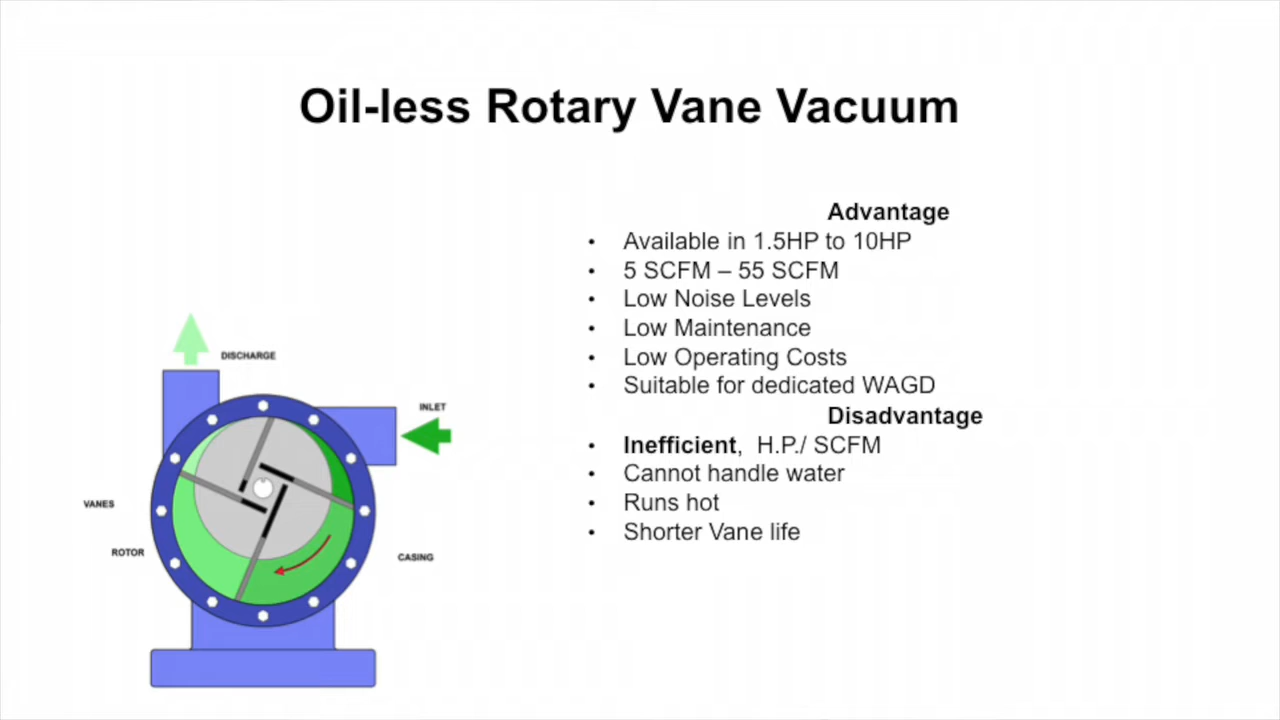 Oil-less Rotary Vane Vacuum
Advantage
• Available in 1.5HP to 10HP
• 5 SCFM – 55 SCFM
• Low Noise Levels
• Low Maintenance
• Low Operating Costs
• Suitable for dedicated WAGD
Disadvantage
• Inefficient, H.P./ SCFM
• Cannot handle water
• Runs hot
• Shorter Vane life
DISCHARGE
INLET
VANES
ROTOR
CASING